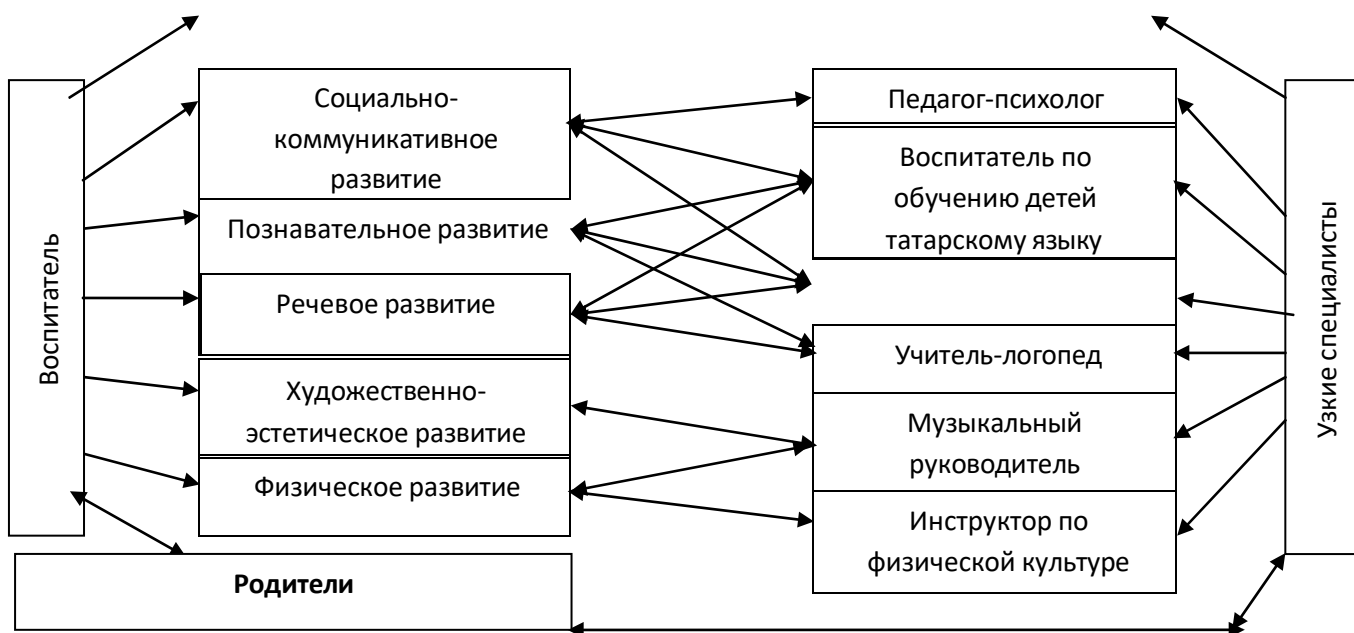 Воспитатель
Социально-
коммуникативное
развитие
Познавательное развитие
Речевое развитие
Художественно-
эстетическое развитие
Физическое развитие
Педагог-психолог
Воспитатель по
обучению детей
татарскому языку
Учитель-логопед
Музыкальный
руководитель
Инструктор по
физической культуре
Узкие специалисты
Родители